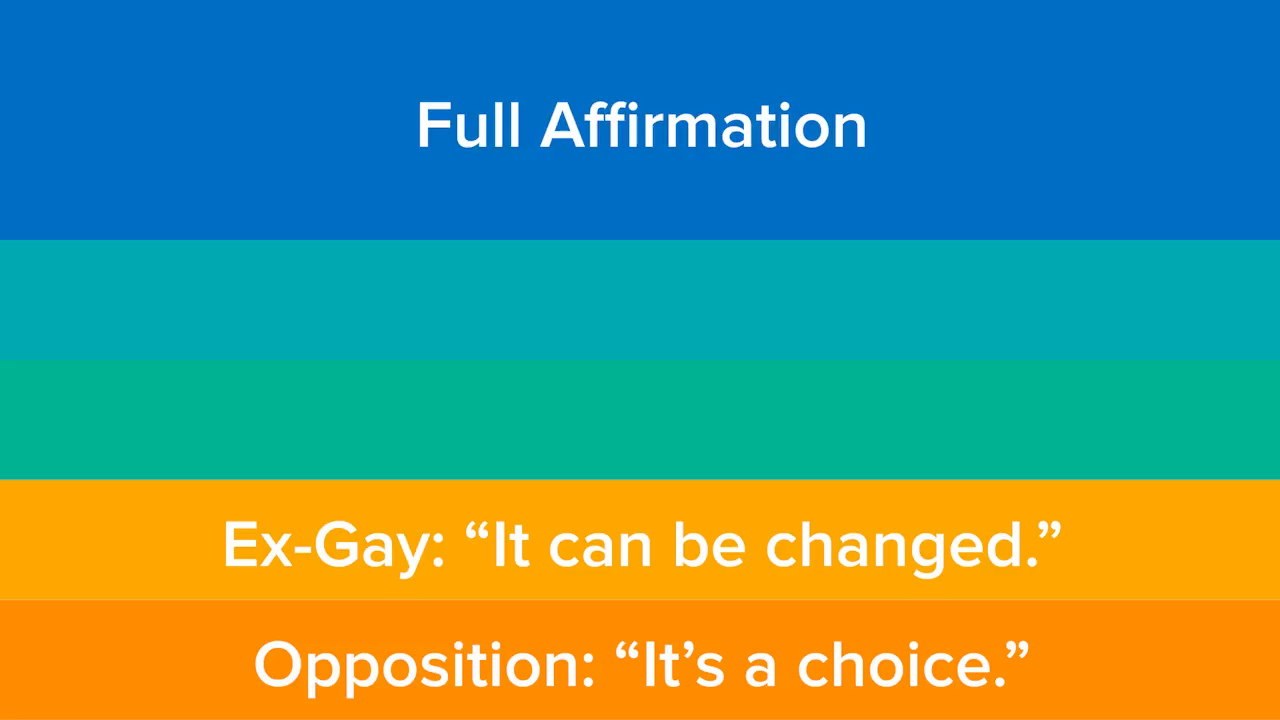 Full Affirmation
Ex-Gay: “It can be changed.”
Opposition: “It’s a choice.”